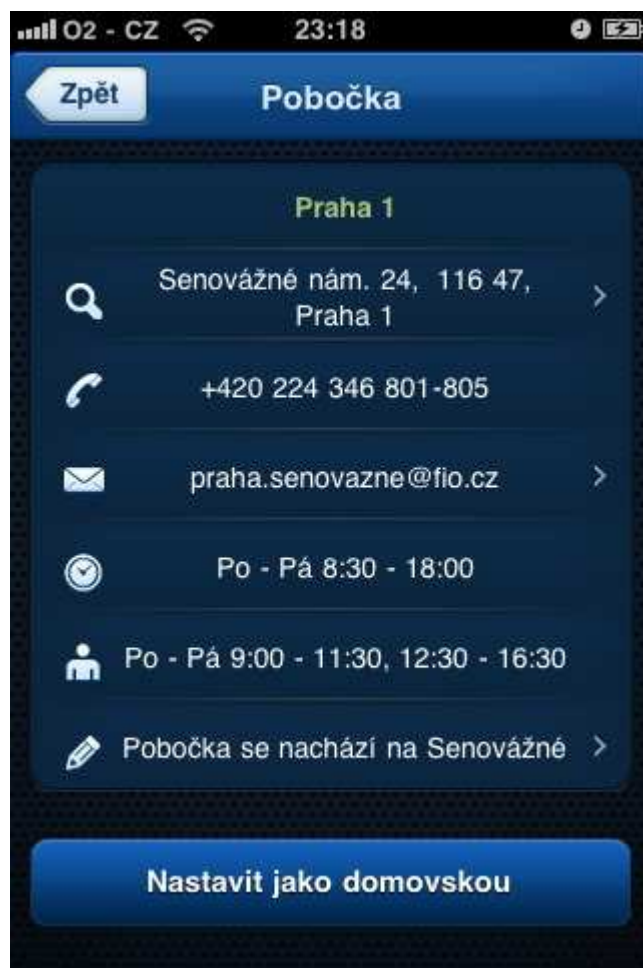 O2 - CZ 23:18
Zpět Pobočka
Praha 1
Senovážné nám. 24, 116 47,
Praha 1
+420 224 346 801-805
praha.senovazne@fio.cz
Po - Pá 8:30 - 18:00
Po - Pá 9:00 - 11:30, 12:30 - 16:30
Pobočka se nachází na Senovážné
Nastavit jako domovskou